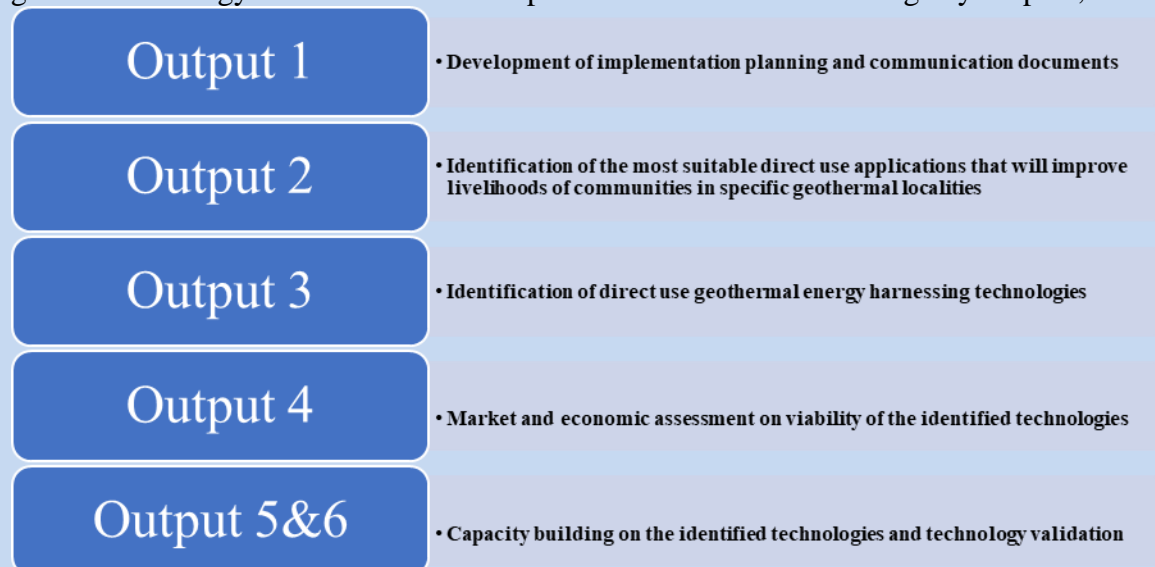 Output 1
• Development of implementation planning and communication documents
Output 2
• Identification of the most suitable direct use applications that will improve
livelihoods of communities in specific geothermal localities
Output 3
• Identification of direct use geothermal energy harnessing technologies
Output 4
• Market and economic assessment on viability of the identified technologies
Output 5&6
• Capacity building on the identified technologies and technology validation